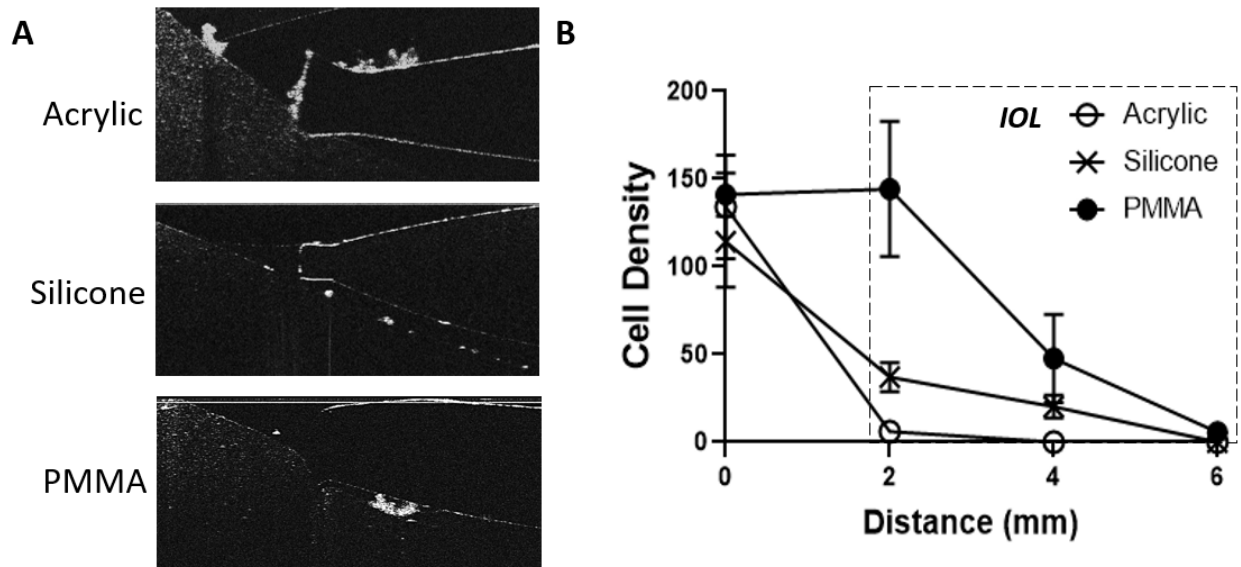 A
Acrylic
Silicone
PMMA
B
Cell Density
200
150
100
50
0
IOL
Acrylic
Silicone
PMMA
0 2 4 6
Distance (mm)